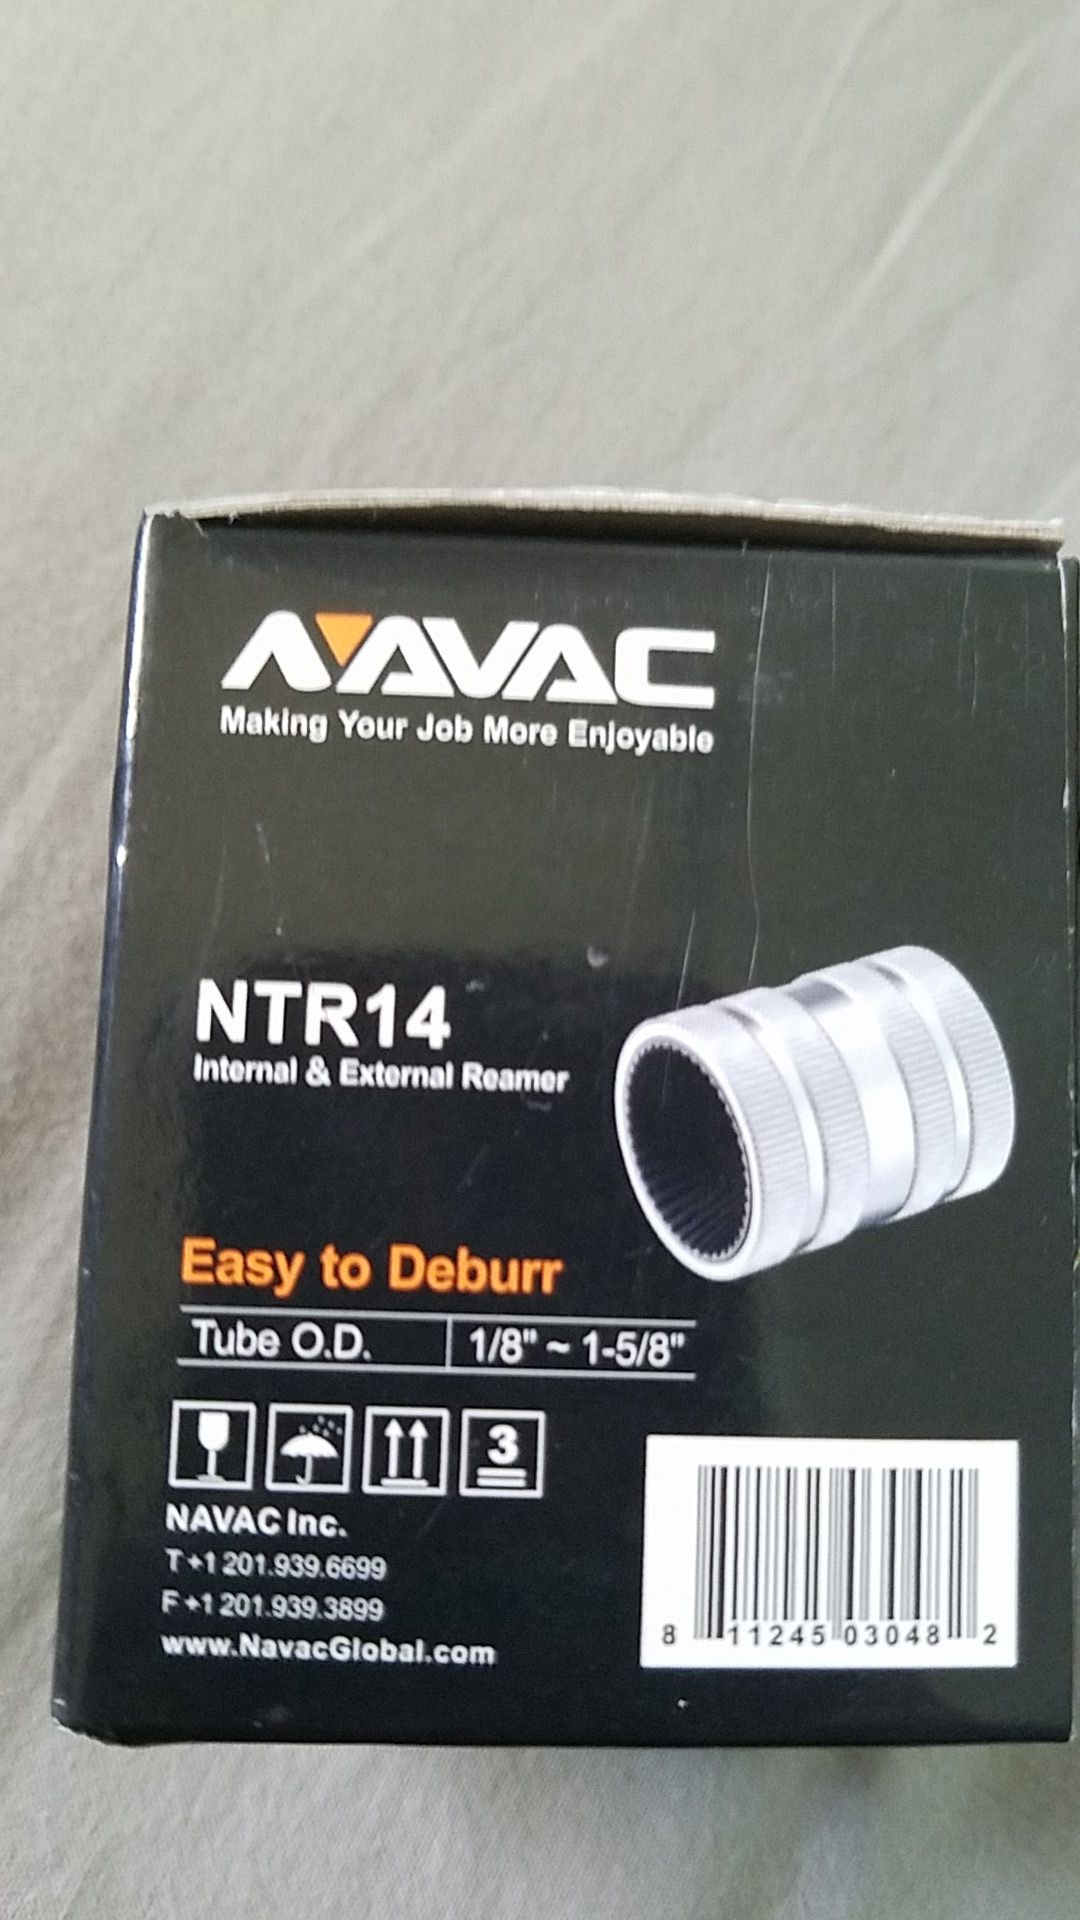 NAVAC
Making Your Job More Enjoyable
NTR14
Internal & External Reamer
Easy to Deburr
Tube O.D. 1/8" ~ 1-5/8"
3
NAVAC Inc.
T +1 201.939.6699
F +1 201.939.3899
www.NavacGlobal.com
8 11245 03048 2